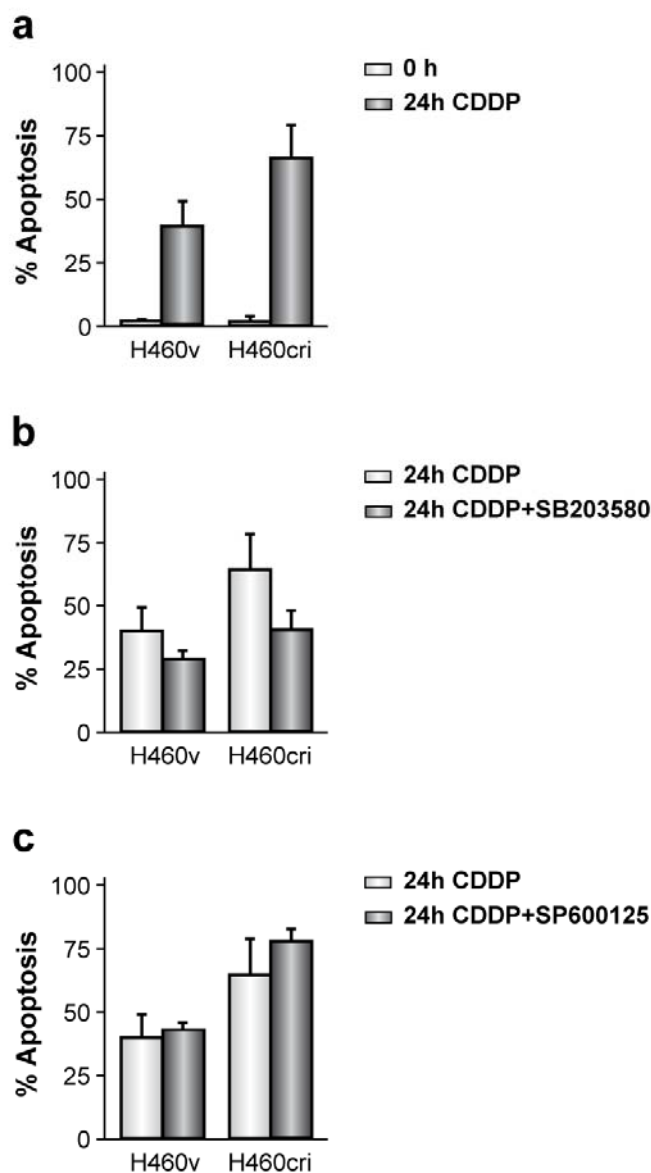 a
% Apoptosis
100
75
50
25
0
H460v
H460cri
0 h
24h CDDP
b
% Apoptosis
100
75
50
25
0
H460v
H460cri
24h CDDP
24h CDDP+SB203580
c
% Apoptosis
100
75
50
25
0
H460v
H460cri
24h CDDP
24h CDDP+SP600125